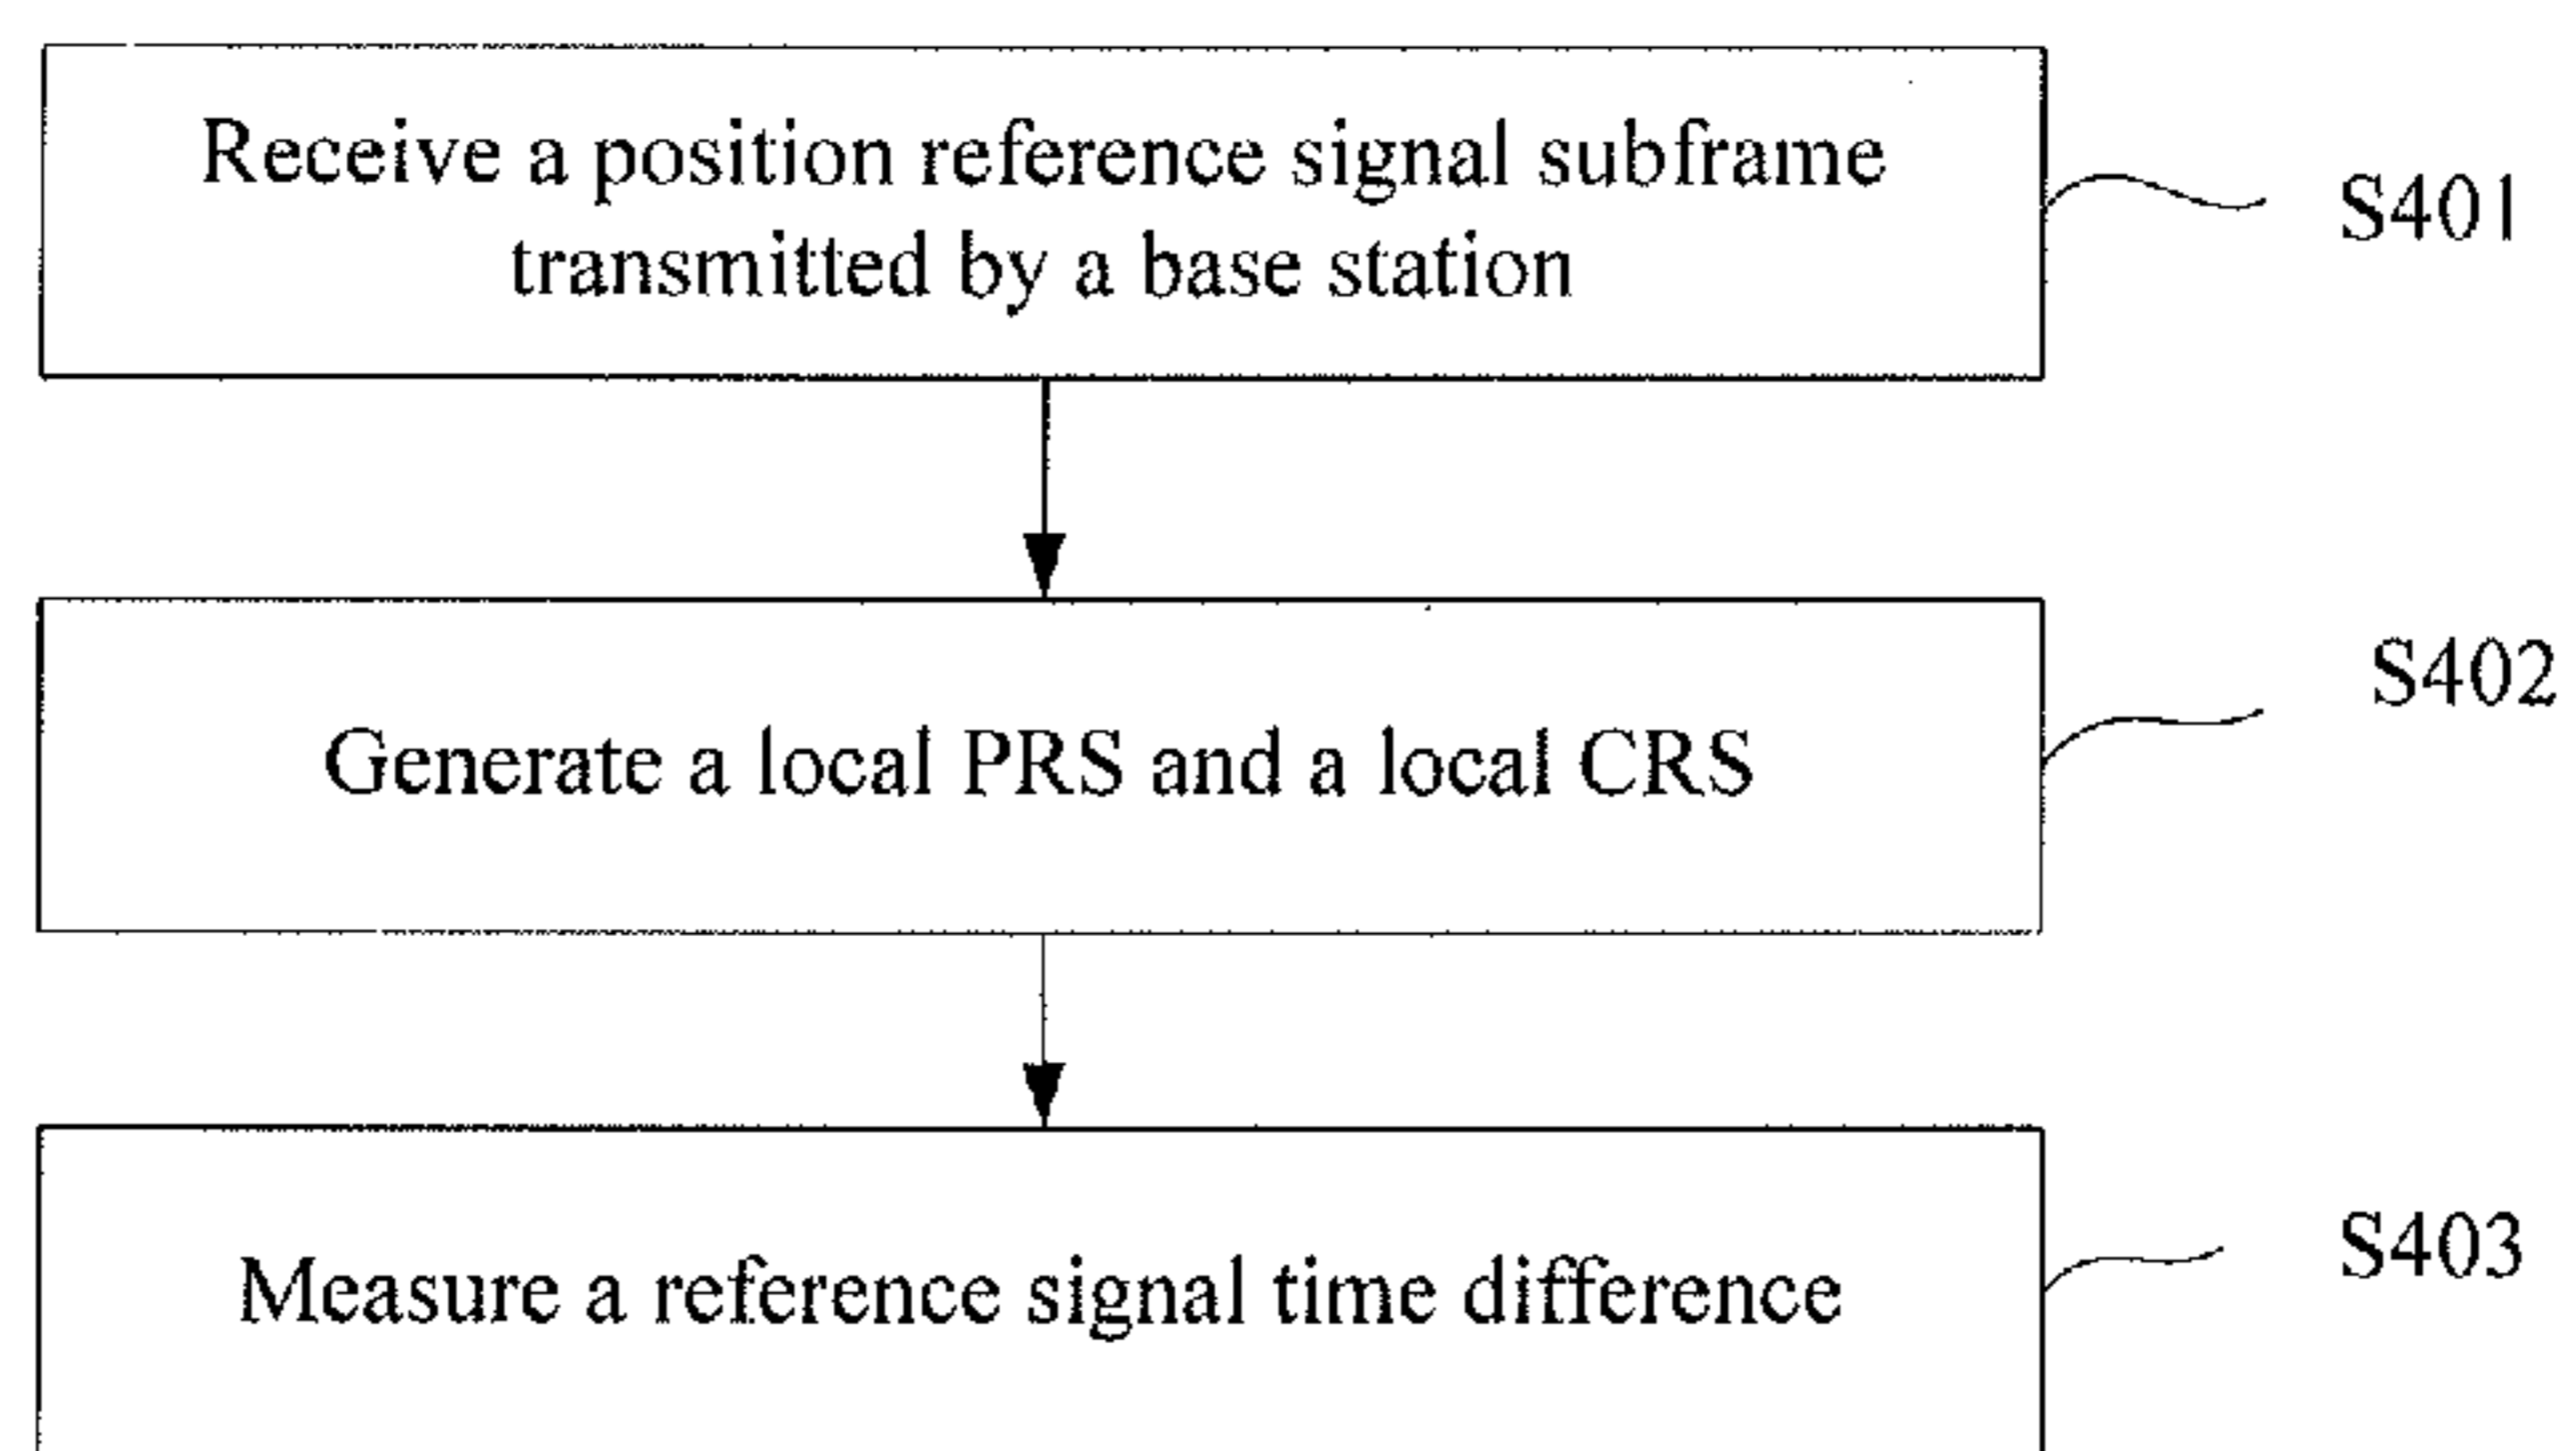 Receive a position reference signal subframe
transmitted by a base station
S401
Generate a local PRS and a local CRS
S402
Measure a reference signal time difference
S403